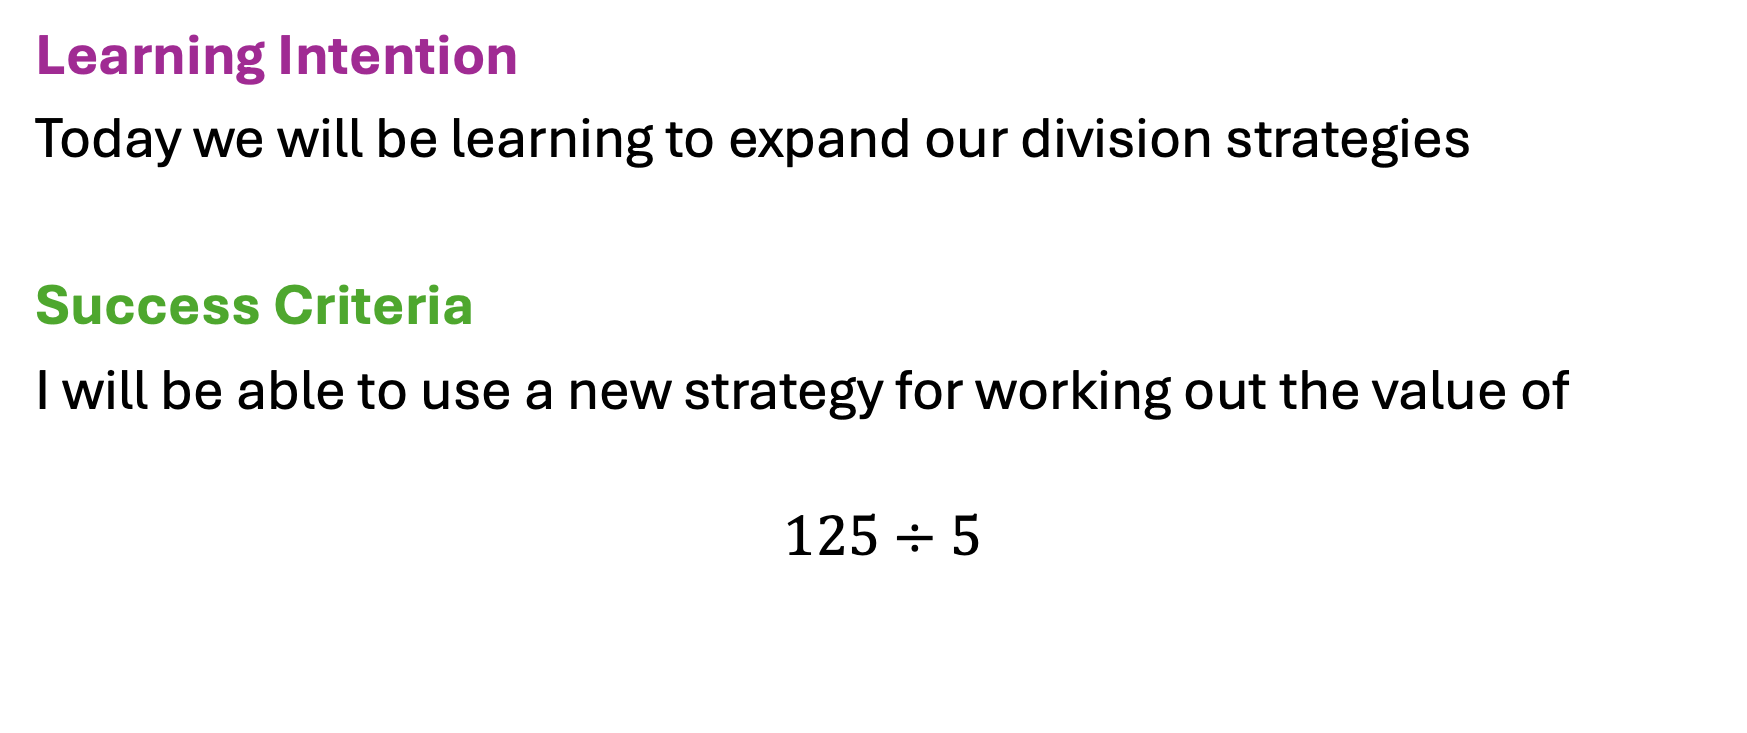 Learning Intention
Today we will be learning to expand our division strategies
Success Criteria
I will be able to use a new strategy for working out the value of
125 ÷ 5